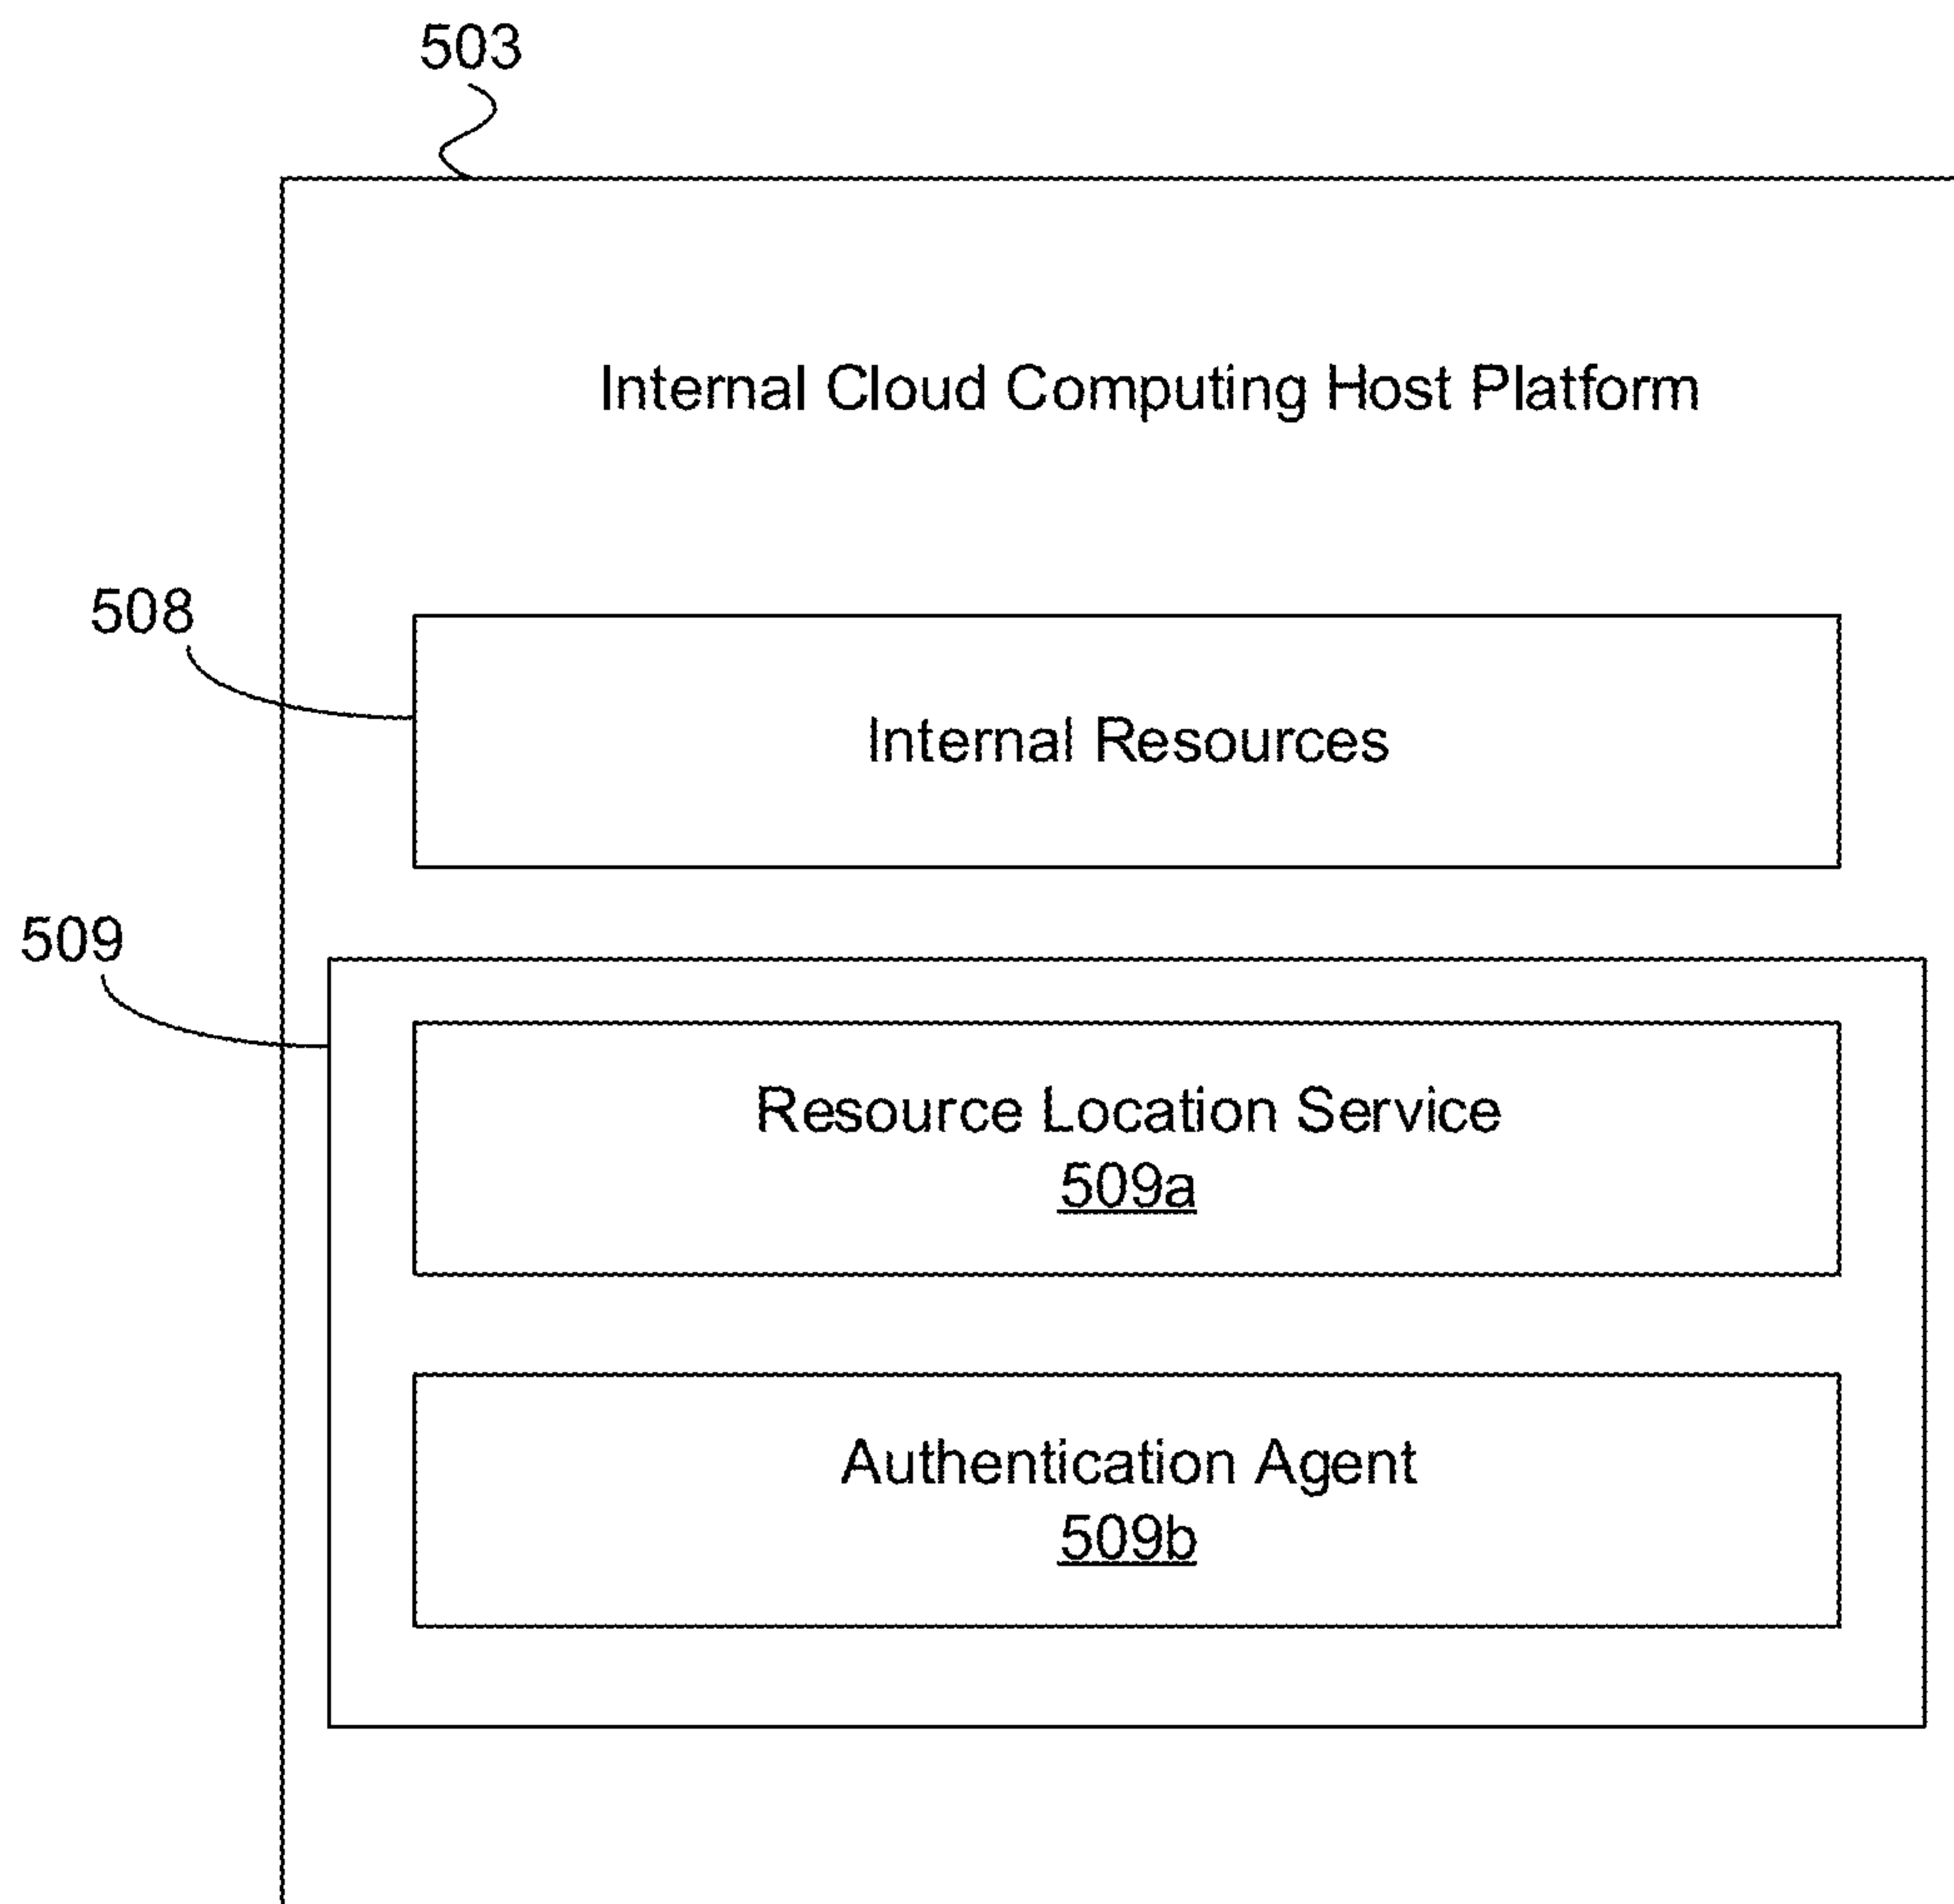 503
Internal Cloud Computing Host Platform
508
Internal Resources
509
Resource Location Service
509a
Authentication Agent
509b